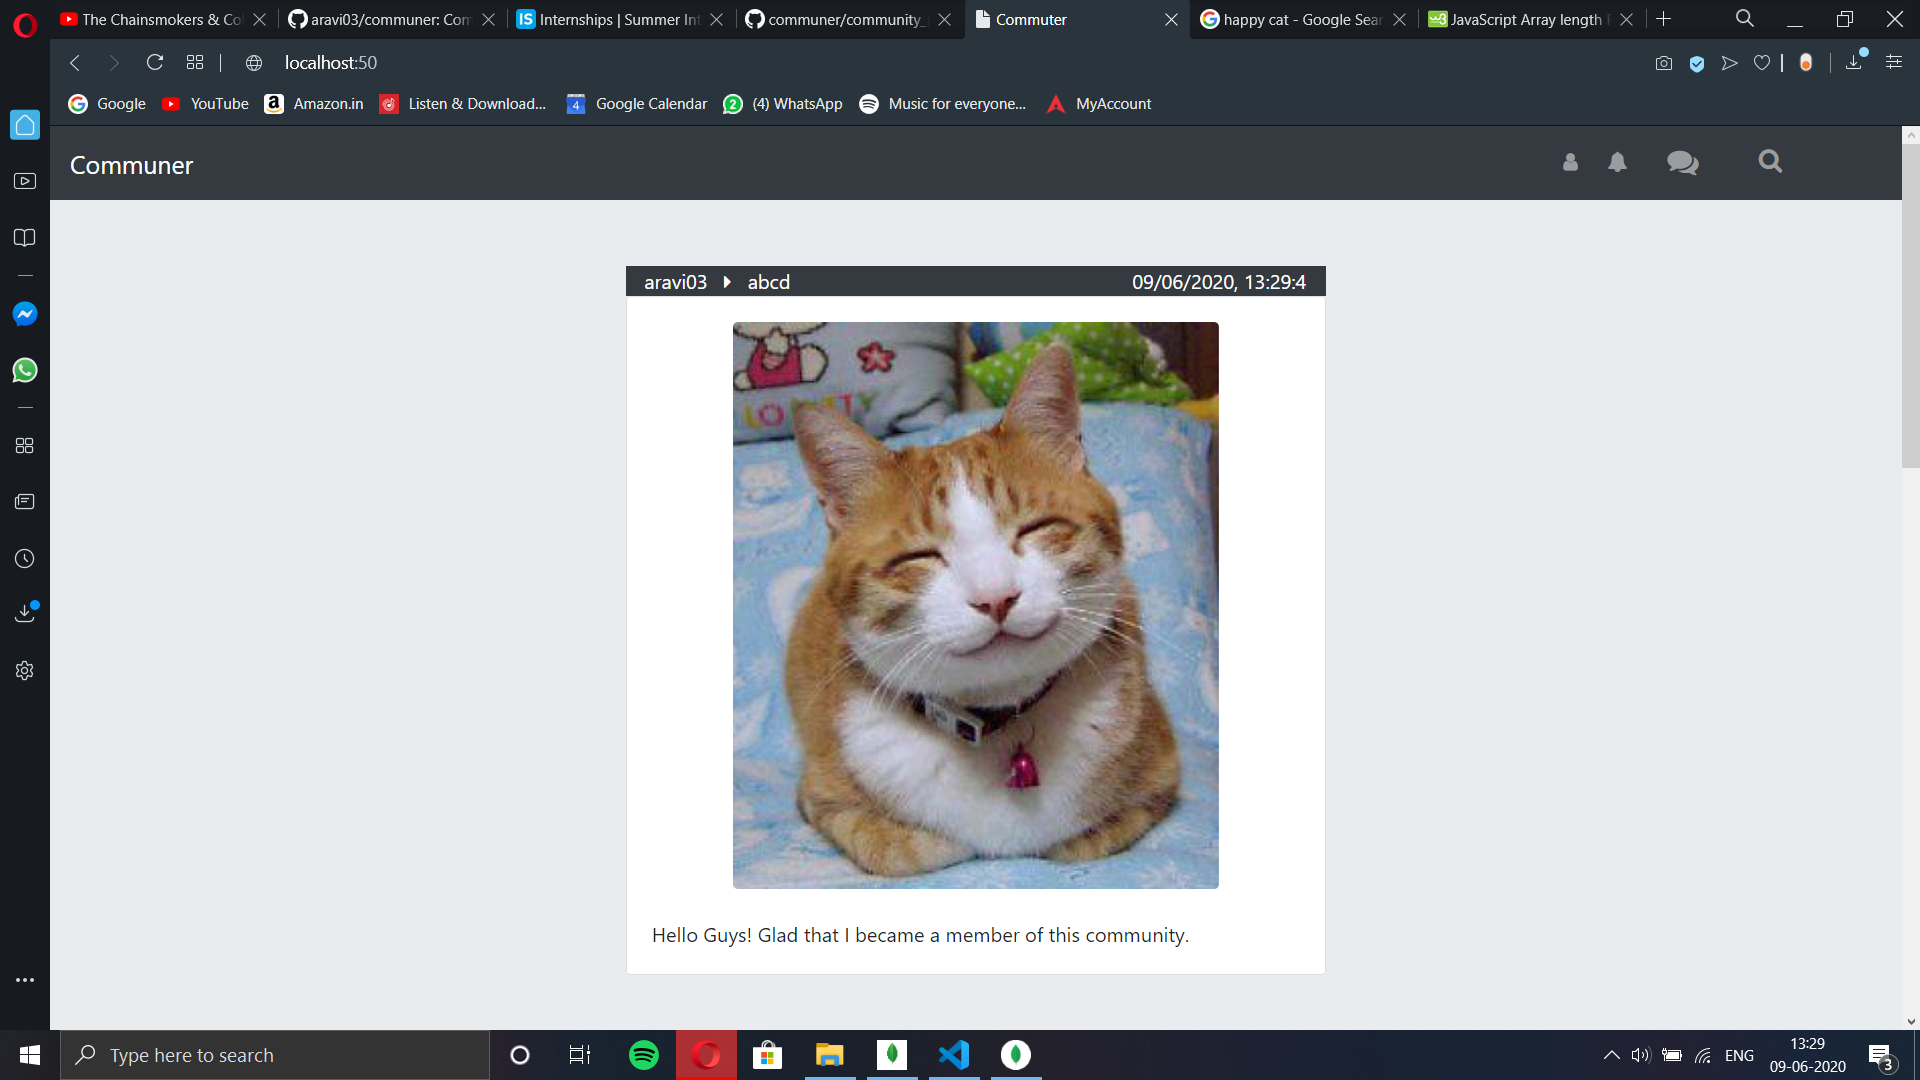 The Chainsmokers & Co
aravi03/communer: Com
Internships | Summer Int
communer/community_
Commuter
happy cat - Google Sear
JavaScript Array length
localhost:50
Google
YouTube
Amazon.in
Listen & Download...
4
Google Calendar
2
(4) WhatsApp
Music for everyone...
MyAccount
Communer
aravi03
abcd
09/06/2020, 13:29:4
Hello Guys! Glad that I became a member of this community.
Type here to search
ENG
13:29
09-06-2020
3